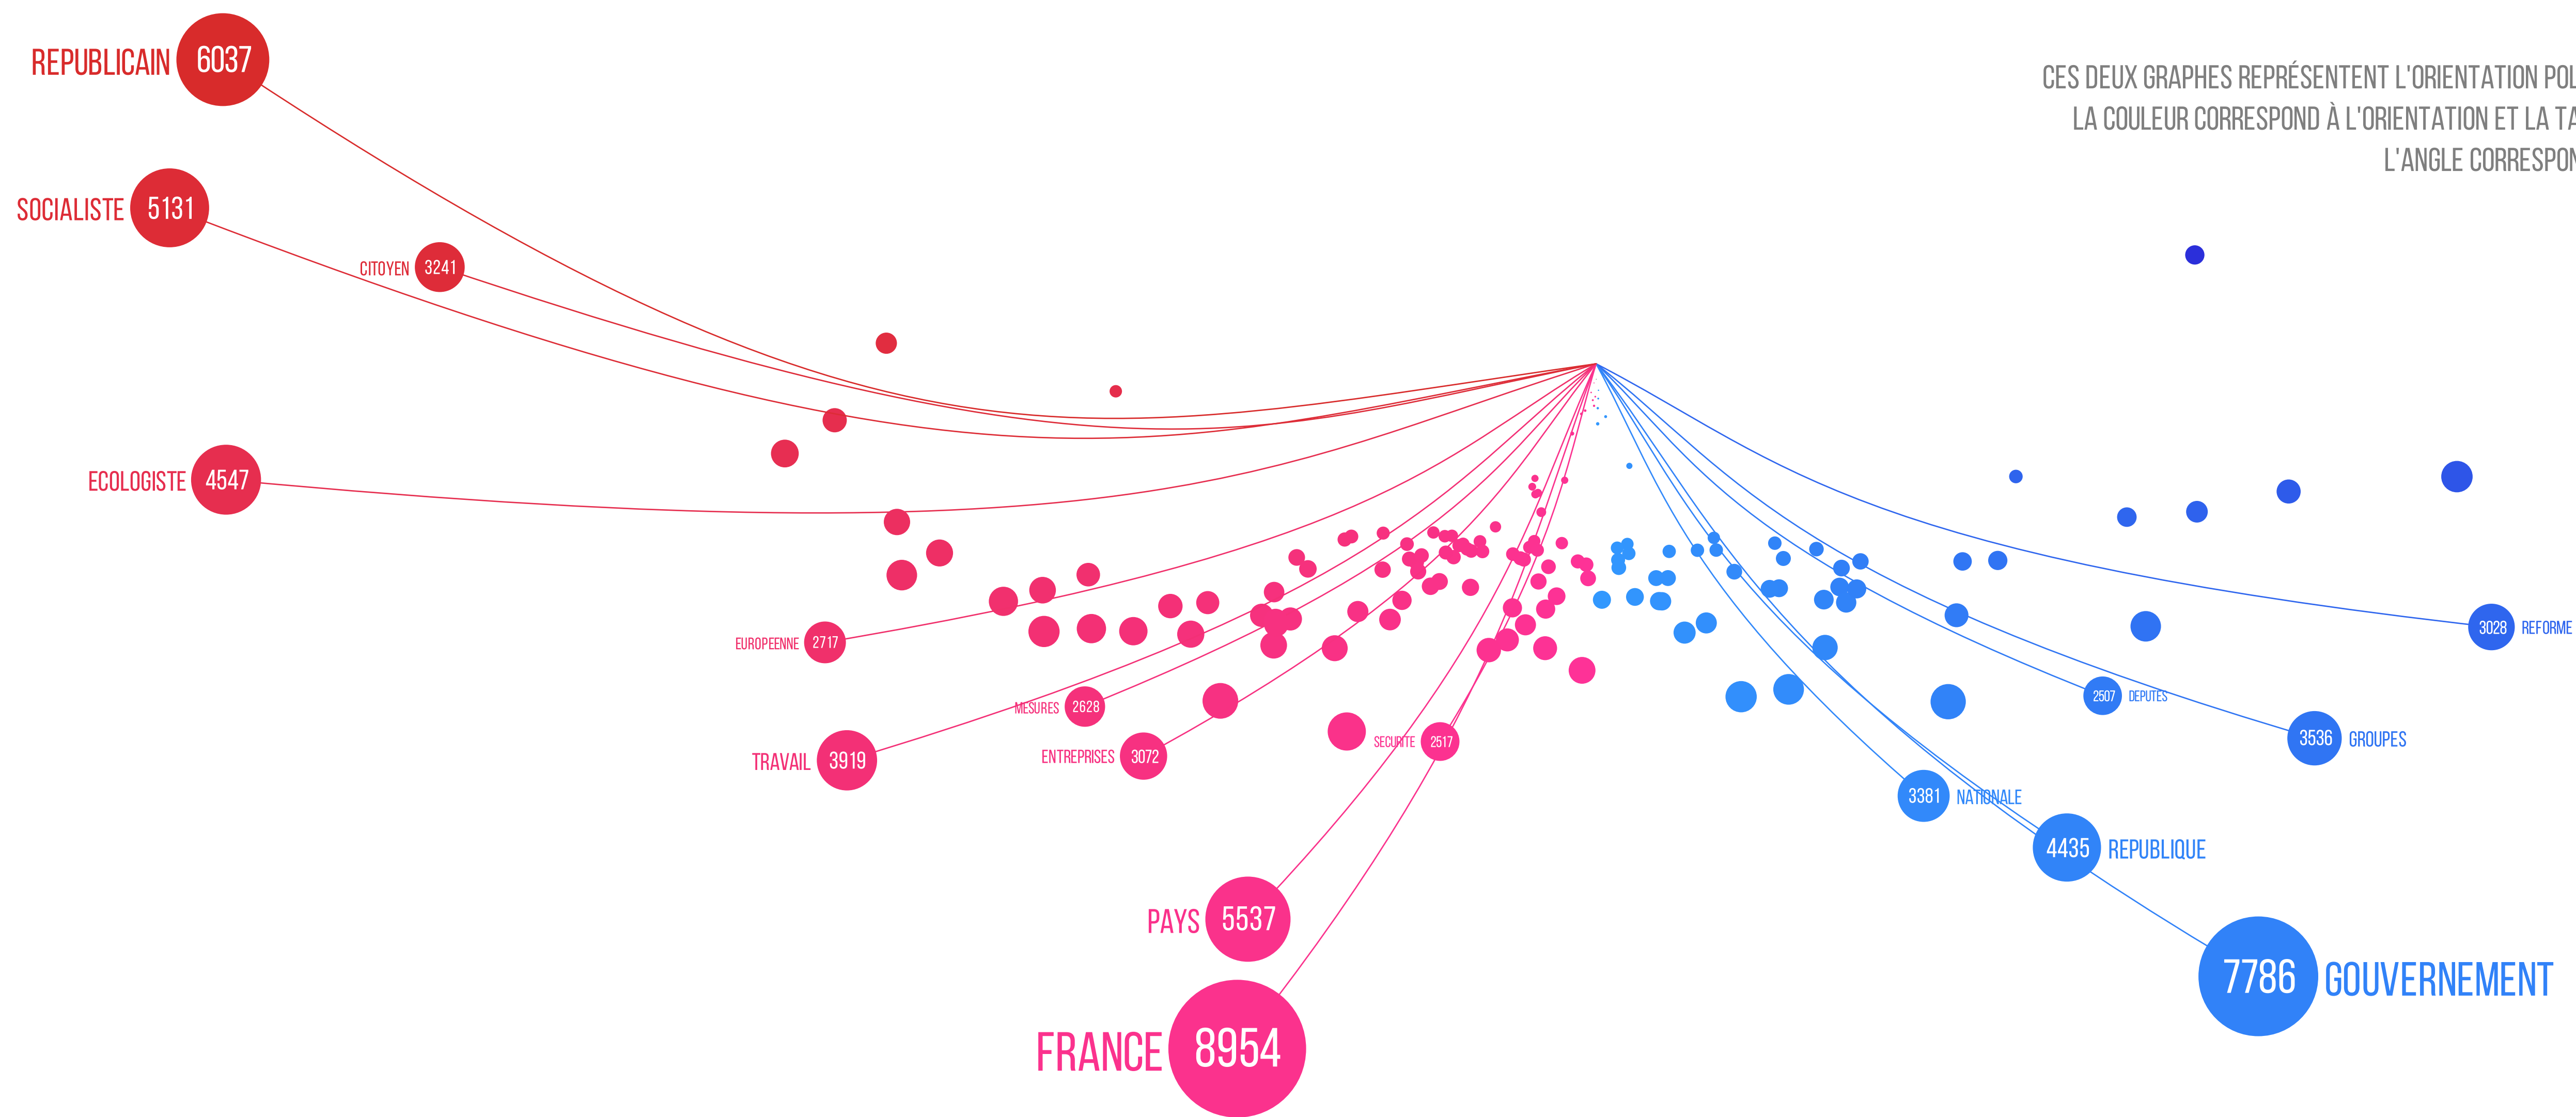 REPUBLICAIN 6037
CES DEUX GRAPHES REPRÉSENTENT L'ORIENTATION POL
LA COULEUR CORRESPOND À L'ORIENTATION ET LA TA
L'ANGLE CORRESPON
SOCIALISTE 5131
CITOYEN 3241
ECOLOGISTE 4547
EUROPEENNE 2717
3028 REFORME
MESURES 2628
2507 DEPUTES
TRAVAIL 3919
ENTREPRISES 3072
SECURITE 2517
3536 GROUPES
3381 NATIONALE
4435 REPUBLIQUE
PAYS 5537
7786 GOUVERNEMENT
FRANCE 8954